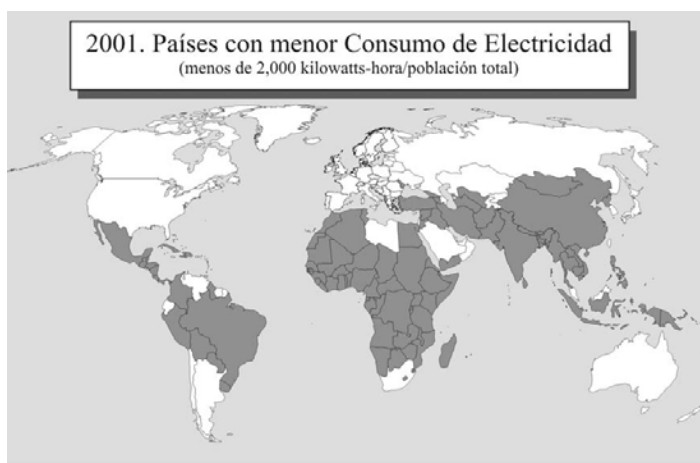 2001. Países con menor Consumo de Electricidad
(menos de 2,000 kilowatts-hora/población total)